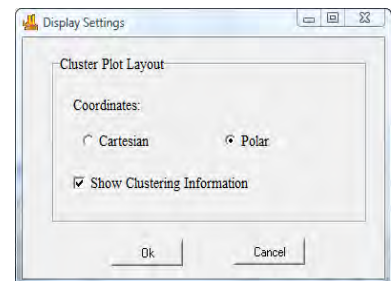 Display Settings
Cluster Plot Layout
Coordinates:
Cartesian Polar
Show Clustering Information
Ok Cancel